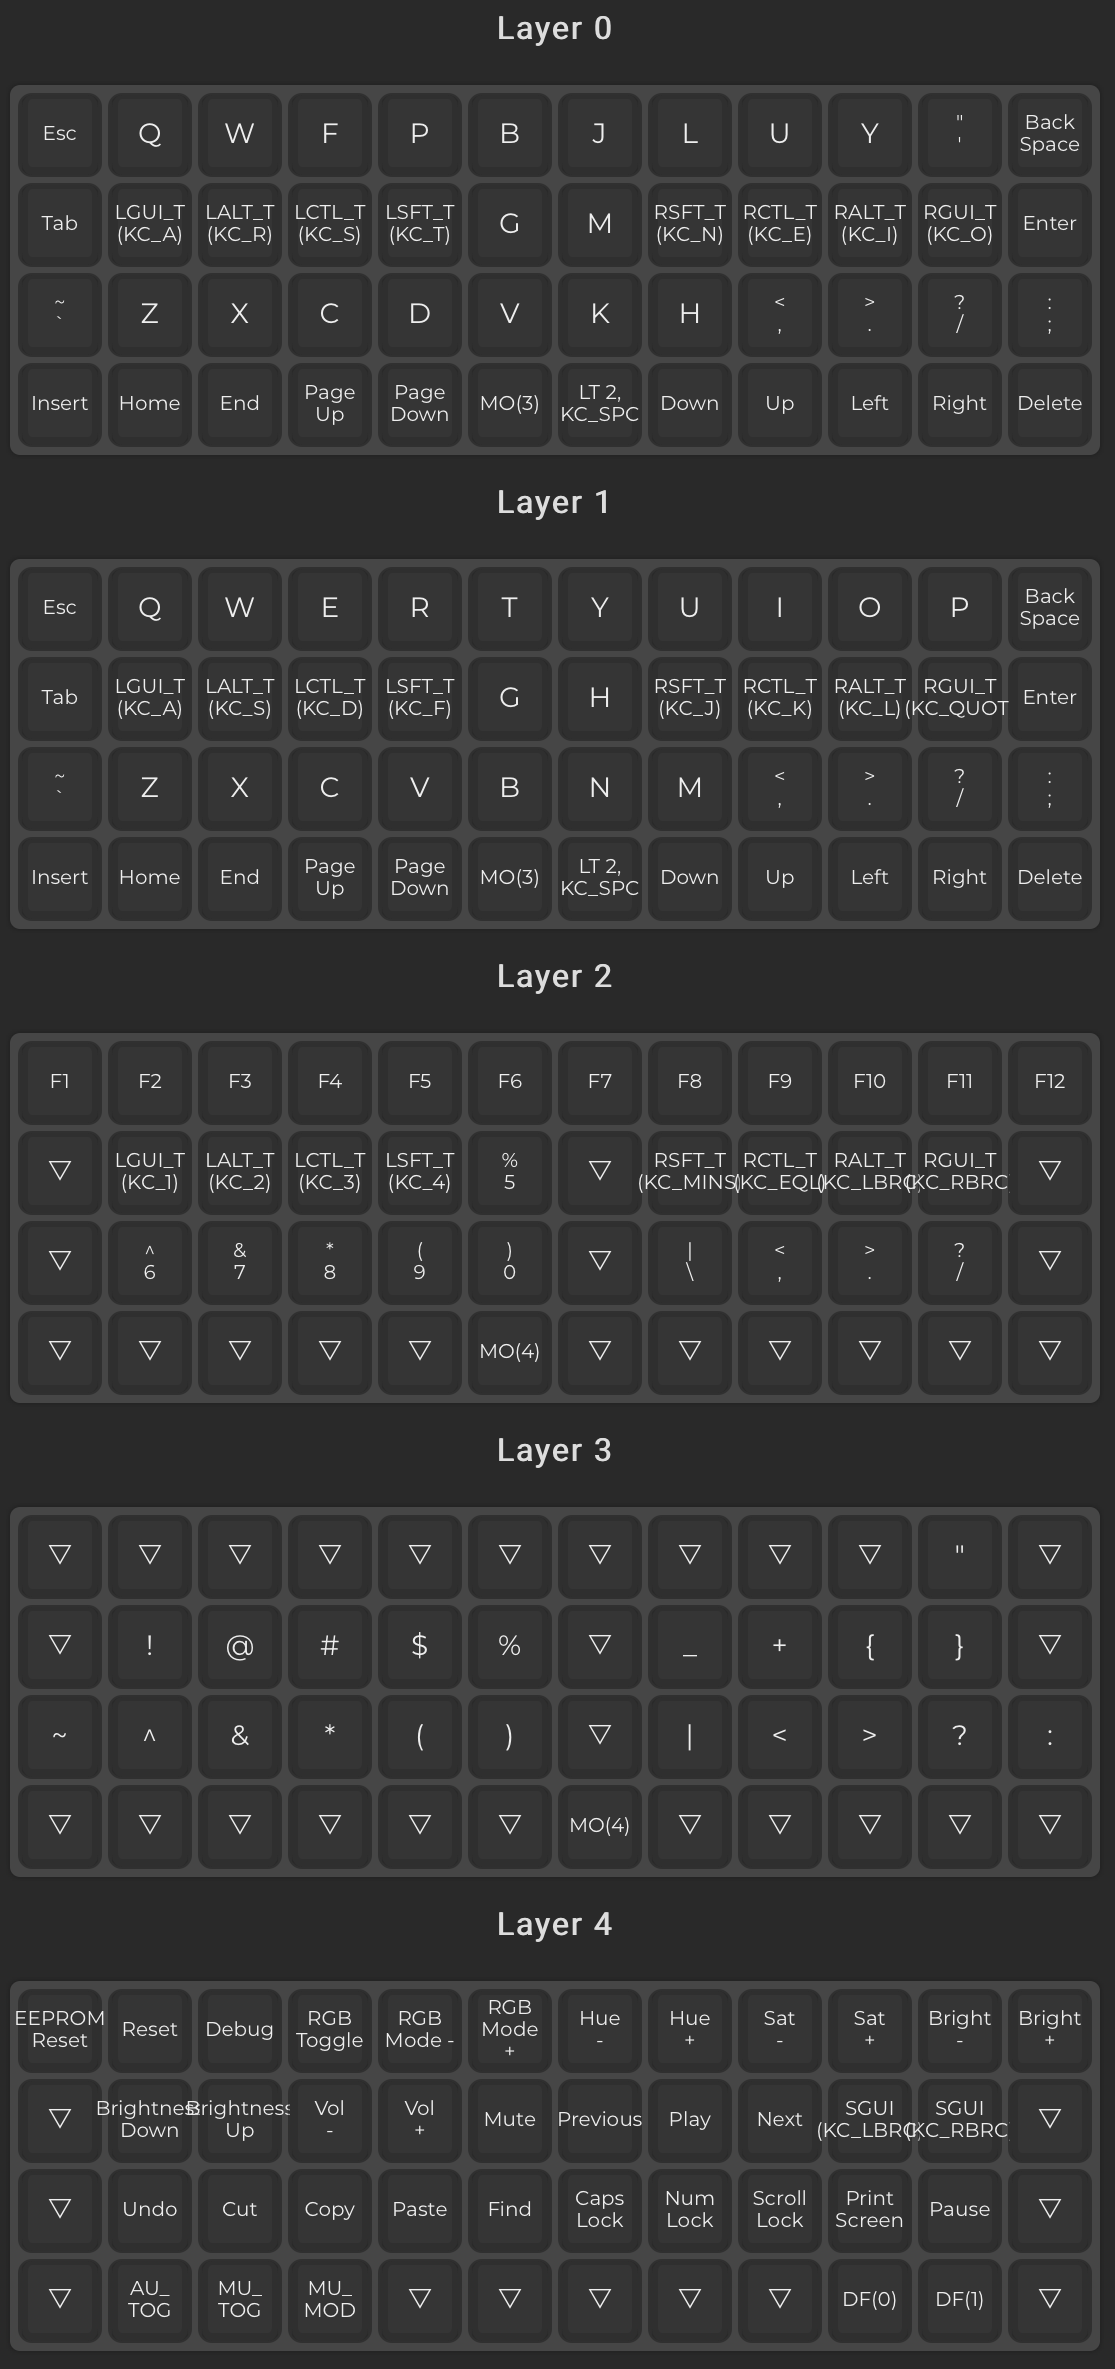 Layer 0
Esc Q W F P B J L U Y " ' Back Space
Tab LGUI_T (KC_A) LALT_T (KC_R) LCTL_T (KC_S) LSFT_T (KC_T) G M RSFT_T (KC_N) RCTL_T (KC_E) RALT_T (KC_I) RGUI_T (KC_O) Enter
~ ` Z X C D V K H < , > . ? / : ;
Insert Home End Page Up Page Down MO(3) LT 2, KC_SPC Down Up Left Right Delete
Layer 1
Esc Q W E R T Y U I O P Back Space
Tab LGUI_T (KC_A) LALT_T (KC_S) LCTL_T (KC_D) LSFT_T (KC_F) G H RSFT_T (KC_J) RCTL_T (KC_K) RALT_T (KC_L) RGUI_T (KC_QUOT Enter
~ ` Z X C V B N M < , > . ? / : ;
Insert Home End Page Up Page Down MO(3) LT 2, KC_SPC Down Up Left Right Delete
Layer 2
F1 F2 F3 F4 F5 F6 F7 F8 F9 F10 F11 F12
▽ LGUI_T (KC_1) LALT_T (KC_2) LCTL_T (KC_3) LSFT_T (KC_4) % 5 ▽ RSFT_T (KC_MINS) RCTL_T (KC_EQL) RALT_T (KC_LBRC) RGUI_T (KC_RBRC) ▽
▽ ^ 6 & 7 * 8 ( 9 ) 0 ▽ | \ < , > . ? / ▽
▽ ▽ ▽ ▽ ▽ MO(4) ▽ ▽ ▽ ▽ ▽ ▽
Layer 3
▽ ▽ ▽ ▽ ▽ ▽ ▽ ▽ ▽ ▽ " ▽
▽ ! @ # $ % ▽ _ + { } ▽
~ ^ & * ( ) ▽ | < > ? :
▽ ▽ ▽ ▽ ▽ ▽ MO(4) ▽ ▽ ▽ ▽ ▽
Layer 4
EEPROM Reset Reset Debug RGB Toggle RGB Mode - RGB Mode + Hue - Hue + Sat - Sat + Bright - Bright +
▽ Brightness Down Brightness Up Vol - Vol + Mute Previous Play Next SGUI (KC_LBRC) SGUI (KC_RBRC) ▽
▽ Undo Cut Copy Paste Find Caps Lock Num Lock Scroll Lock Print Screen Pause ▽
▽ AU_ TOG MU_ TOG MU_ MOD ▽ ▽ ▽ ▽ ▽ DF(0) DF(1) ▽